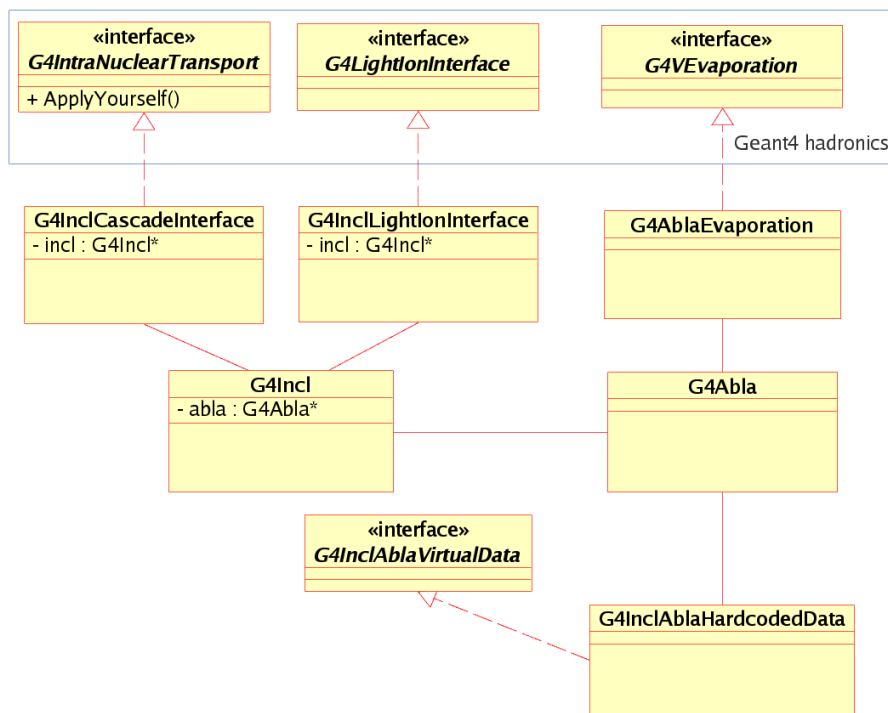 «interface»
G4IntraNuclearTransport
+ ApplyYourself()
«interface»
G4LightIonInterface
«interface»
G4VEvaporation
Geant4 hadronics
G4InclCascadeInterface
- incl : G4Incl*
G4InclLightIonInterface
- incl : G4Incl*
G4AblaEvaporation
G4Incl
- abla : G4Abla*
G4Abla
«interface»
G4InclAblaVirtualData
G4InclAblaHardcodedData